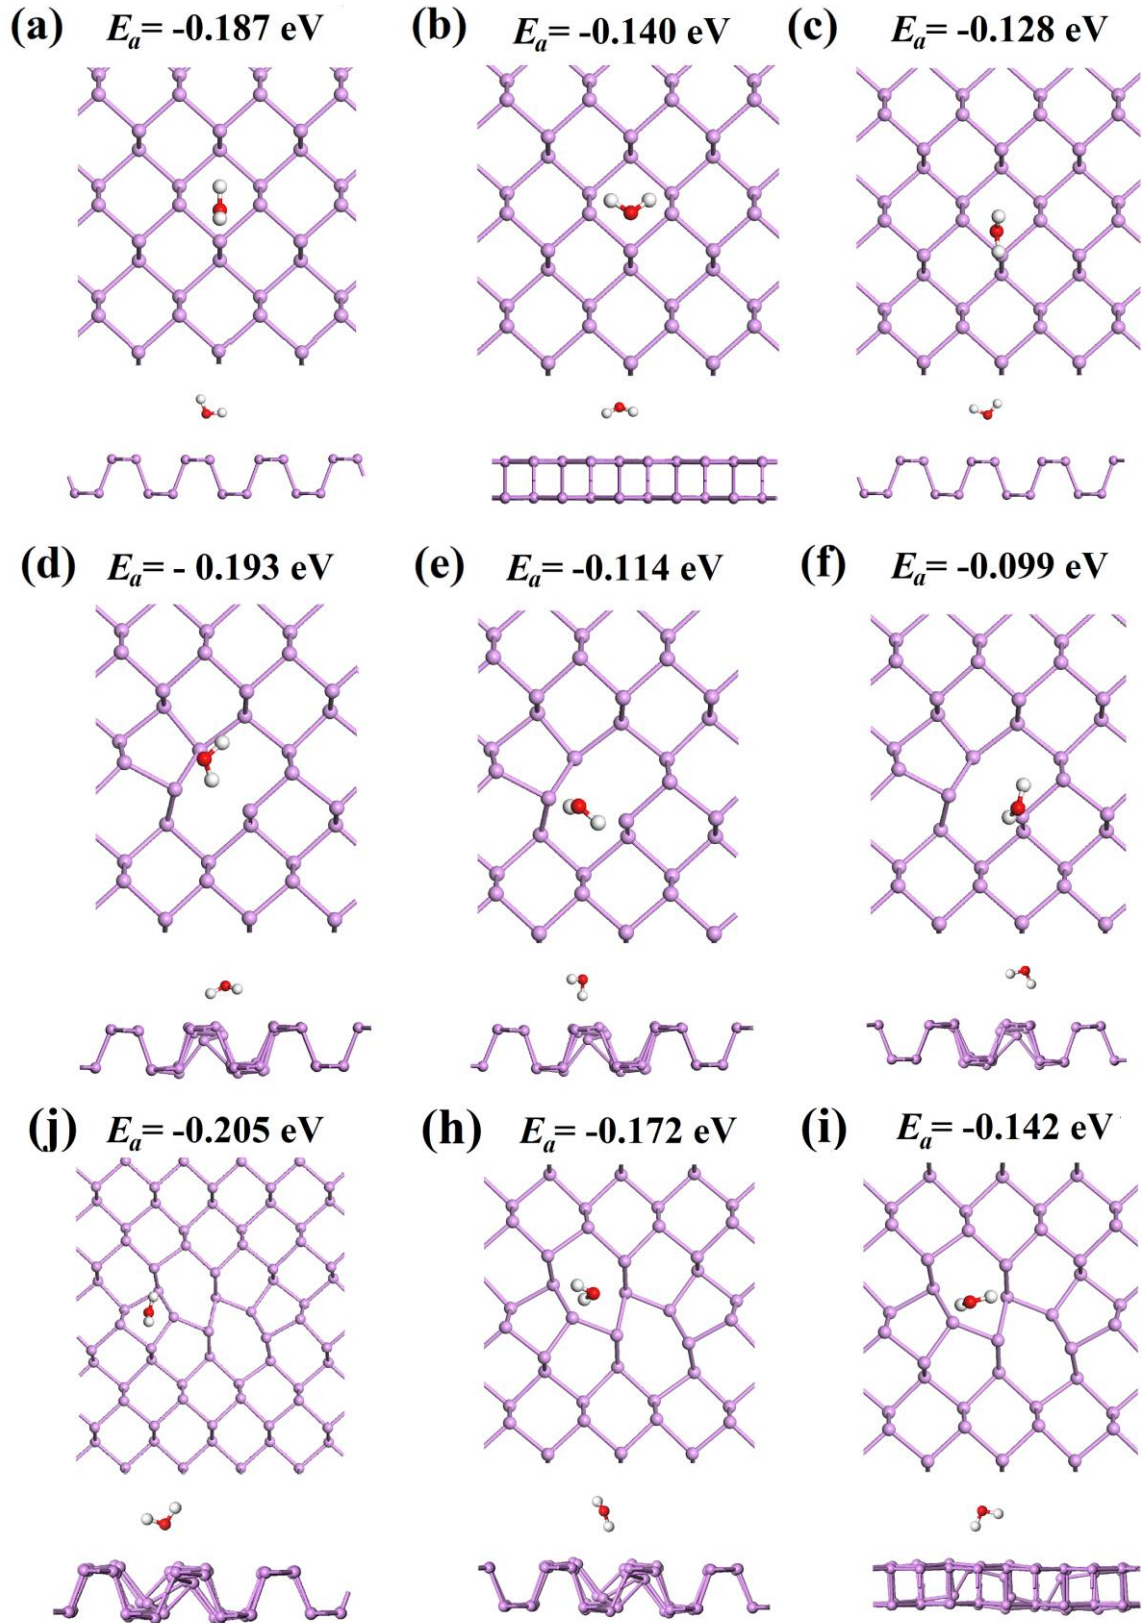 (a) Ea= -0.187 eV
(b) Ea= -0.140 eV
(c) Ea= -0.128 eV
(d) Ea= - 0.193 eV
(e) Ea= -0.114 eV
(f) Ea= -0.099 eV
(j) Ea= -0.205 eV
(h) Ea= -0.172 eV
(i) Ea= -0.142 eV